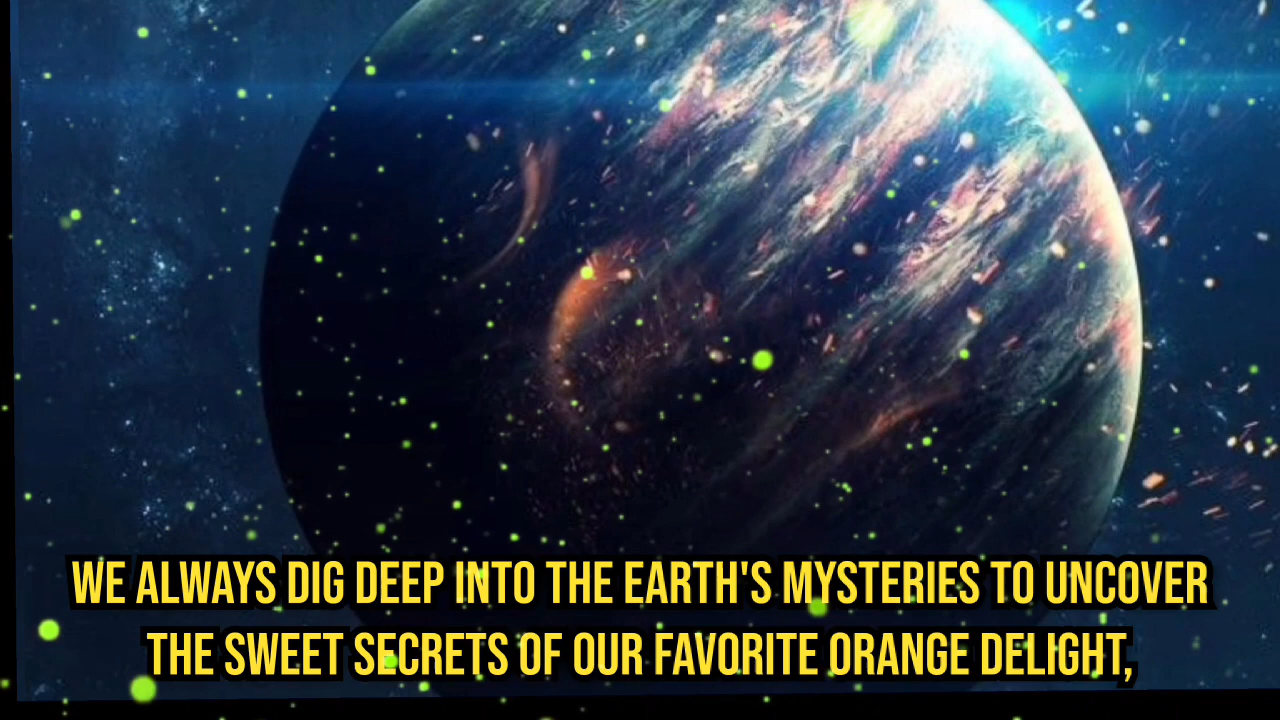 WE ALWAYS DIG DEEP INTO THE EARTH'S MYSTERIES TO UNCOVER
THE SWEET SECRETS OF OUR FAVORITE ORANGE DELIGHT,